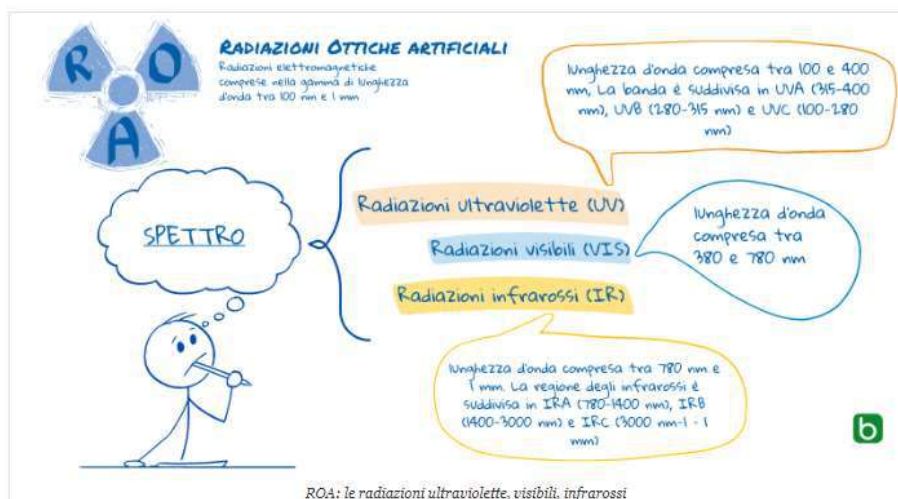 R O A
RADIAZIONI OTTICHE ARTIFICIALI
Radiazioni elettromagnetiche
comprese nella gamma di lunghezza
d'onda tra 100 nm e 1 mm
lunghezza d'onda compresa tra 100 e 400
nm, La banda è suddivisa in UVA (315-400
nm), UVB (280-315 nm) e UVC (100-280
nm)
SPETTRO
Radiazioni ultraviolette (UV)
Radiazioni visibili (VIS)
Radiazioni infrarossi (IR)
lunghezza d'onda
compresa tra
380 e 780 nm
lunghezza d'onda compresa tra 780 nm e
1 mm. La regione degli infrarossi è
suddivisa in IRA (780-1400 nm), IRB
(1400-3000 nm) e IRC (3000 nm-1 - 1
mm)
b
ROA: le radiazioni ultraviolette, visibili, infrarossi